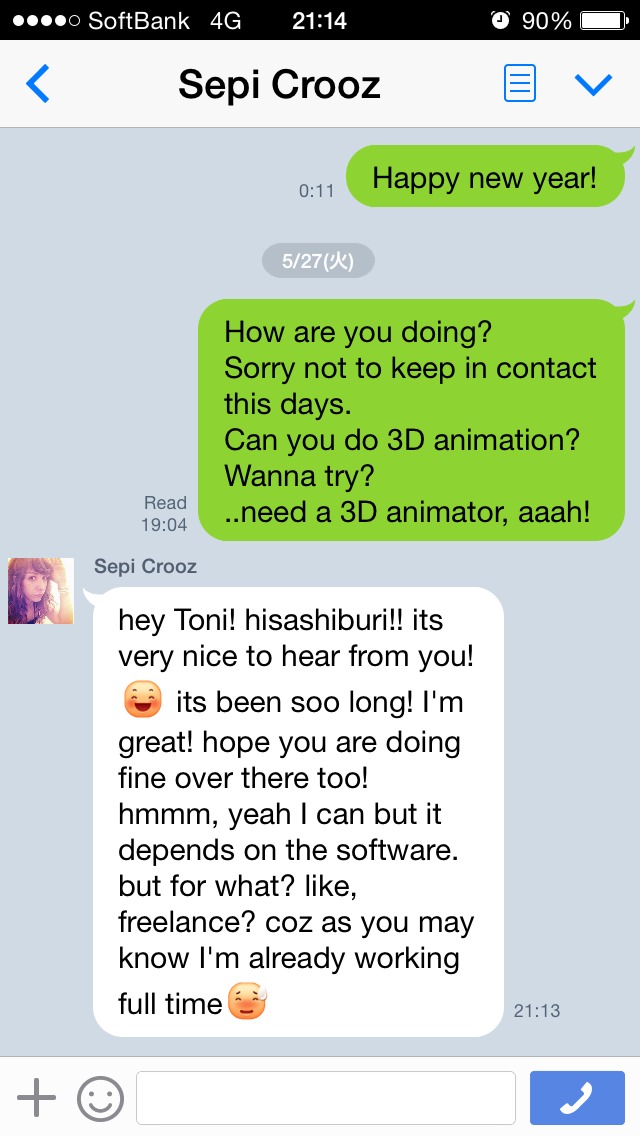 SoftBank 4G 21:14 90%
Sepi Crooz
Happy new year!
0:11
5/27(火)
How are you doing?
Sorry not to keep in contact
this days.
Can you do 3D animation?
Wanna try?
..need a 3D animator, aaah!
Read
19:04
Sepi Crooz
hey Toni! hisashiburi!! its
very nice to hear from you!
its been soo long! I'm
great! hope you are doing
fine over there too!
hmmm, yeah I can but it
depends on the software.
but for what? like,
freelance? coz as you may
know I'm already working
full time
21:13